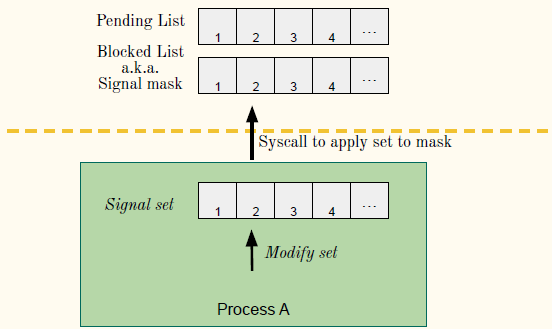 Pending List
1 2 3 4 ...
Blocked List
a.k.a.
Signal mask
1 2 3 4 ...
Syscall to apply set to mask
Signal set
1 2 3 4 ...
Modify set
Process A